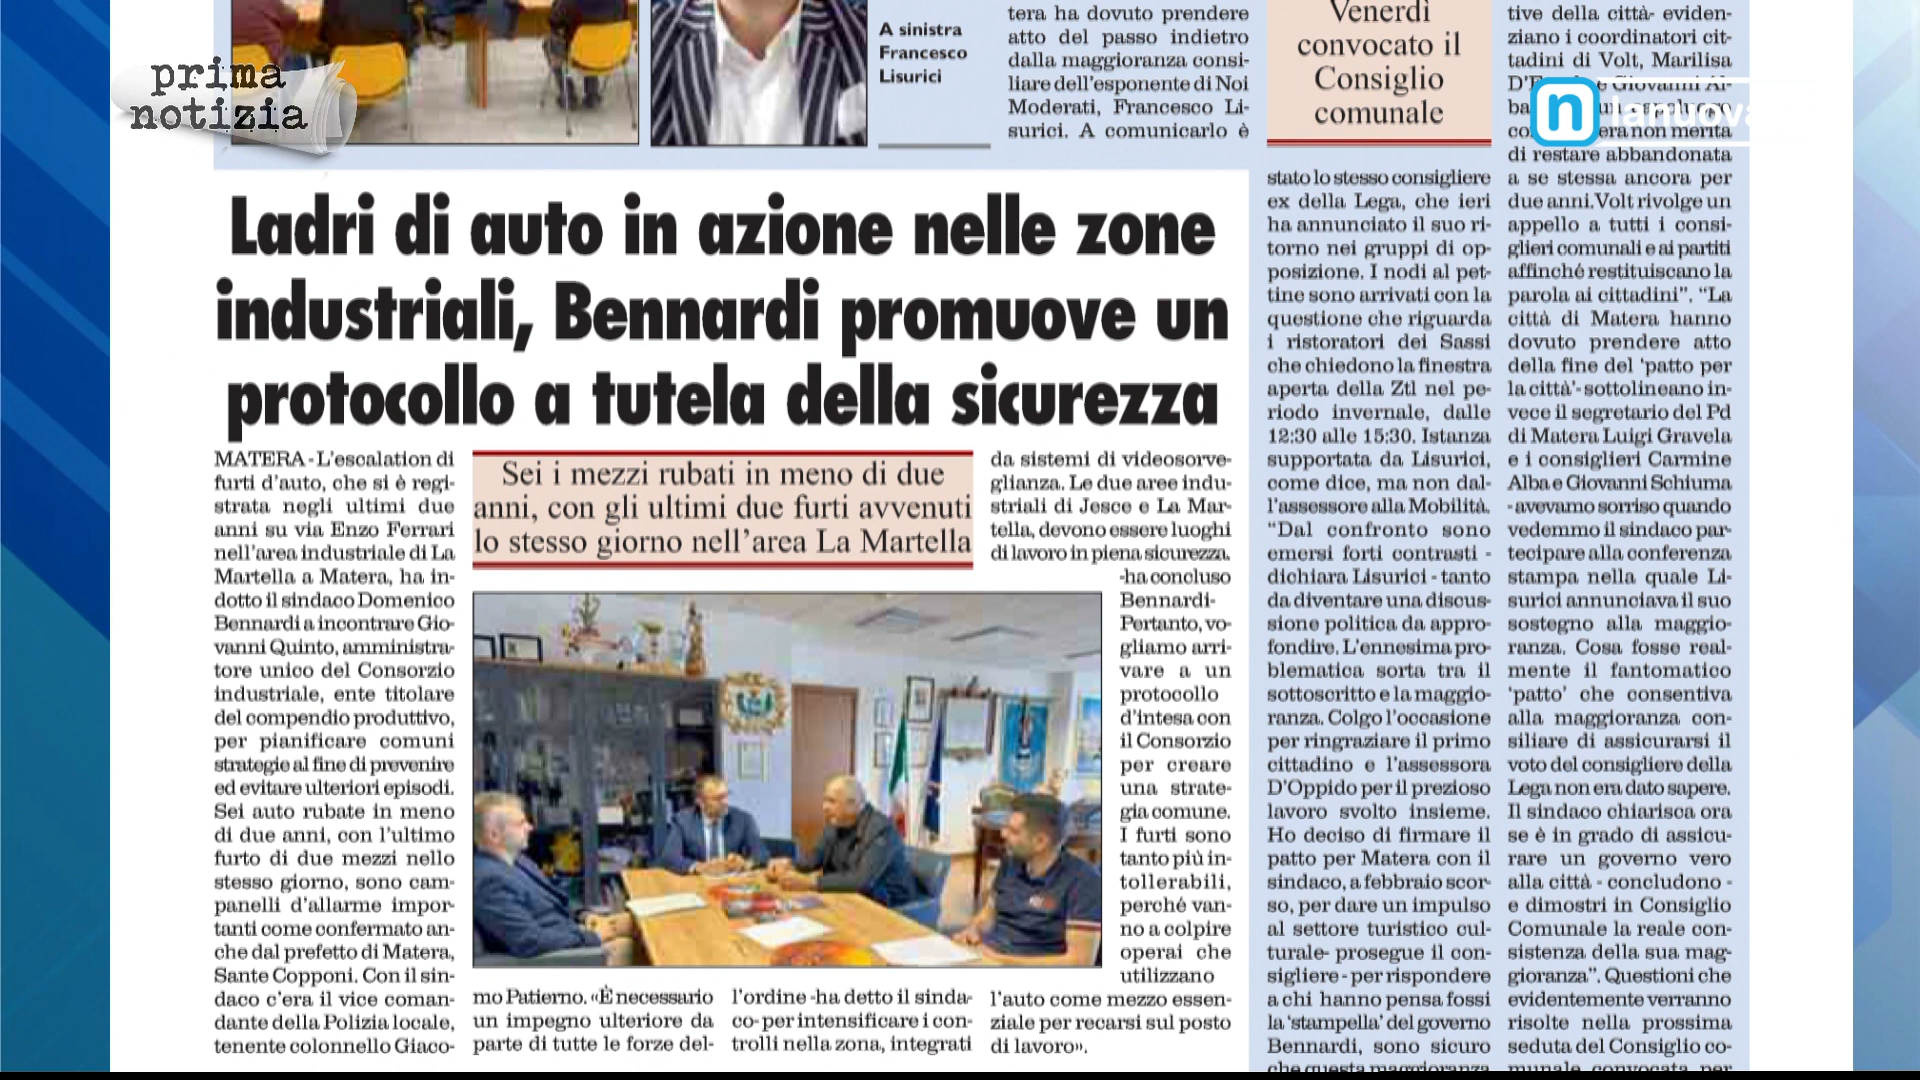 prima
notizia
A sinistra
Francesco
Lisurici
tera ha dovuto prendere
atto del passo indietro
dalla maggioranza consi-
liare dell'esponente di Noi
Moderati, Francesco Li-
surici. A comunicarlo è
Venerdì
convocato il
Consiglio
comunale
stato lo stesso consigliere
ex della Lega, che ieri
ha annunciato il suo ri-
torno nei gruppi di op-
posizione. I nodi al pet-
tine sono arrivati con la
questione che riguarda
i ristoratori dei Sassi
che chiedono la finestra
aperta della Ztl nel pe-
riodo invernale, dalle
12:30 alle 15:30. Istanza
supportata da Lisurici,
come dice, ma non dal-
l'assessore alla Mobilità.
“Dal confronto sono
emersi forti contrasti -
dichiara Lisurici - tanto
da diventare una discus-
sione politica da appro-
fondire. L'ennesima pro-
blematica sorta tra il
sottoscritto e la maggio-
ranza. Colgo l'occasione
per ringraziare il primo
cittadino e l'assessora
D'Oppido per il prezioso
lavoro svolto insieme.
Ho deciso di firmare il
patto per Matera con il
sindaco, a febbraio scor-
so, per dare un impulso
al settore turistico cul-
turale- prosegue il con-
sigliere - per rispondere
a chi hanno pensa fossi
la ‘stampella’ del governo
Bennardi, sono sicuro
che questa maggioranza
tive della città- eviden-
ziano i coordinatori cit-
tadini di Volt, Marilisa
e Giovanni Al-
era non merita
di restare abbandonata
a se stessa ancora per
due anni.Volt rivolge un
appello a tutti i consi-
glieri comunali e ai partiti
affinché restituiscano la
parola ai cittadini”. “La
città di Matera hanno
dovuto prendere atto
della fine del ‘patto per
la città’- sottolineano in-
vece il segretario del Pd
di Matera Luigi Gravela
e i consiglieri Carmine
Alba e Giovanni Schiuma
-avevamo sorriso quando
vedemmo il sindaco par-
tecipare alla conferenza
stampa nella quale Li-
surici annunciava il suo
sostegno alla maggio-
ranza. Cosa fosse real-
mente il fantomatico
‘patto’ che consentiva
alla maggioranza con-
siliare di assicurarsi il
voto del consigliere della
Lega non era dato sapere.
Il sindaco chiarisca ora
se è in grado di assicu-
rare un governo vero
alla città - concludono -
e dimostri in Consiglio
Comunale la reale con-
sistenza della sua mag-
gioranza”. Questioni che
evidentemente verranno
risolte nella prossima
seduta del Consiglio co-
munale convocata per
n lanuova
Ladri di auto in azione nelle zone
industriali, Bennardi promuove un
protocollo a tutela della sicurezza
MATERA - L'escalation di
furti d'auto, che si è regi-
strata negli ultimi due
anni su via Enzo Ferrari
nell'area industriale di La
Martella a Matera, ha in-
dotto il sindaco Domenico
Bennardi a incontrare Gio-
vanni Quinto, amministra-
tore unico del Consorzio
industriale, ente titolare
del compendio produttivo,
per pianificare comuni
strategie al fine di prevenire
ed evitare ulteriori episodi.
Sei auto rubate in meno
di due anni, con l'ultimo
furto di due mezzi nello
stesso giorno, sono cam-
panelli d'allarme impor-
tanti come confermato an-
che dal prefetto di Matera,
Sante Copponi. Con il sin-
daco c'era il vice coman-
dante della Polizia locale,
tenente colonnello Giaco-
Sei i mezzi rubati in meno di due
anni, con gli ultimi due furti avvenuti
lo stesso giorno nell'area La Martella
mo Patierno. «È necessario
un impegno ulteriore da
parte di tutte le forze del-
l'ordine -ha detto il sinda-
co- per intensificare i con-
trolli nella zona, integrati
da sistemi di videosorve-
glianza. Le due aree indu-
striali di Jesce e La Mar-
tella, devono essere luoghi
di lavoro in piena sicurezza.
-ha concluso
Bennardi-
Pertanto, vo-
gliamo arri-
vare a un
protocollo
d'intesa con
il Consorzio
per creare
una strate-
gia comune.
I furti sono
tanto più in-
tollerabili,
perché van-
no a colpire
operai che
utilizzano
l'auto come mezzo essen-
ziale per recarsi sul posto
di lavoro».